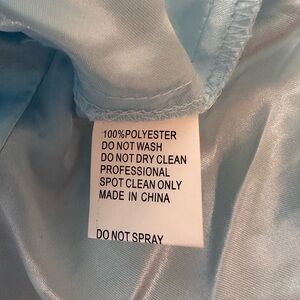 100%POLYESTER
DO NOT WASH
DO NOT DRY CLEAN
PROFESSIONAL
SPOT CLEAN ONLY
MADE IN CHINA
DO NOT SPRAY